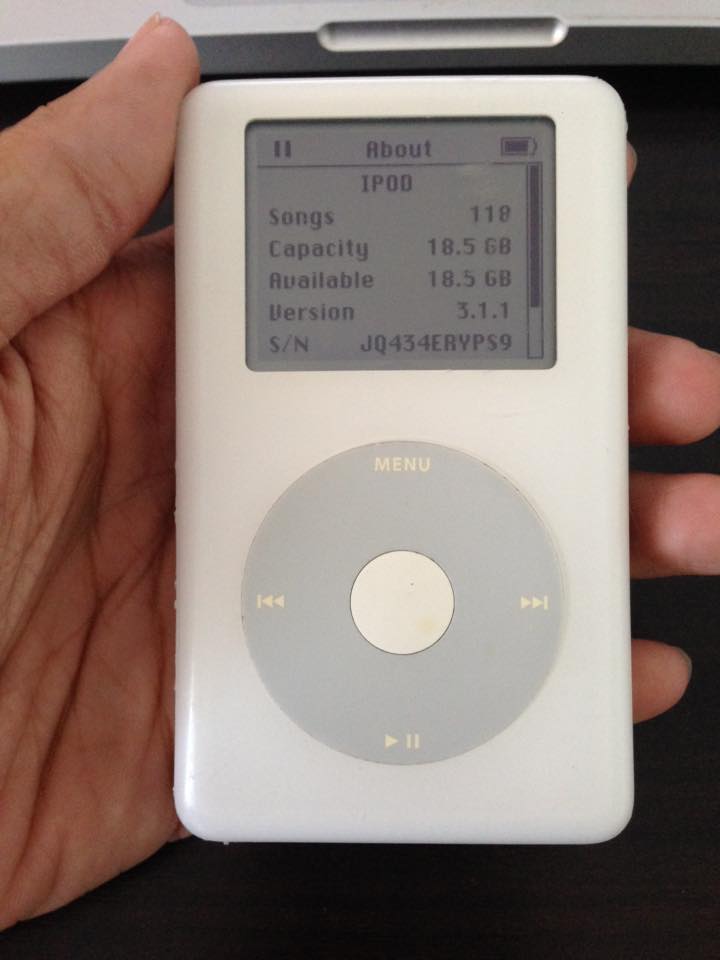 About
IPOD
Songs 118
Capacity 18.5 GB
Available 18.5 GB
Version 3.1.1
S/N JQ434ERYPS9
MENU